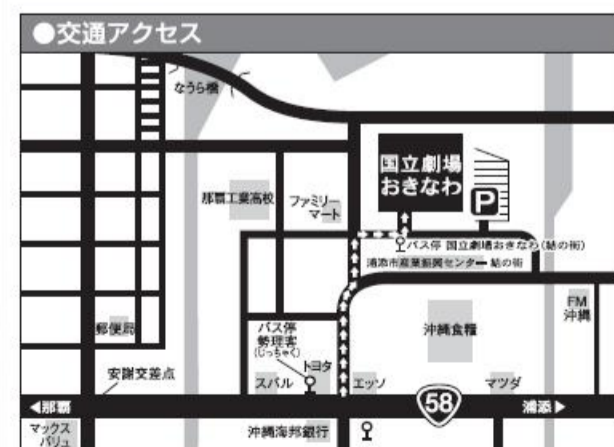 ●交通アクセス
なうら橋
国立劇場
おきなわ
P
那覇工業高校
ファミリー
マート
バス停 国立劇場おきなわ(結の街)
浦添市産業振興センター 結の街
FM
沖縄
郵便局
バス停
勢理客
(じっちゃく)
沖縄食糧
安謝交差点
トヨタ
スバル
エッソ
マツダ
◀那覇
58
浦添▶
マックス
バリュ
沖縄海邦銀行